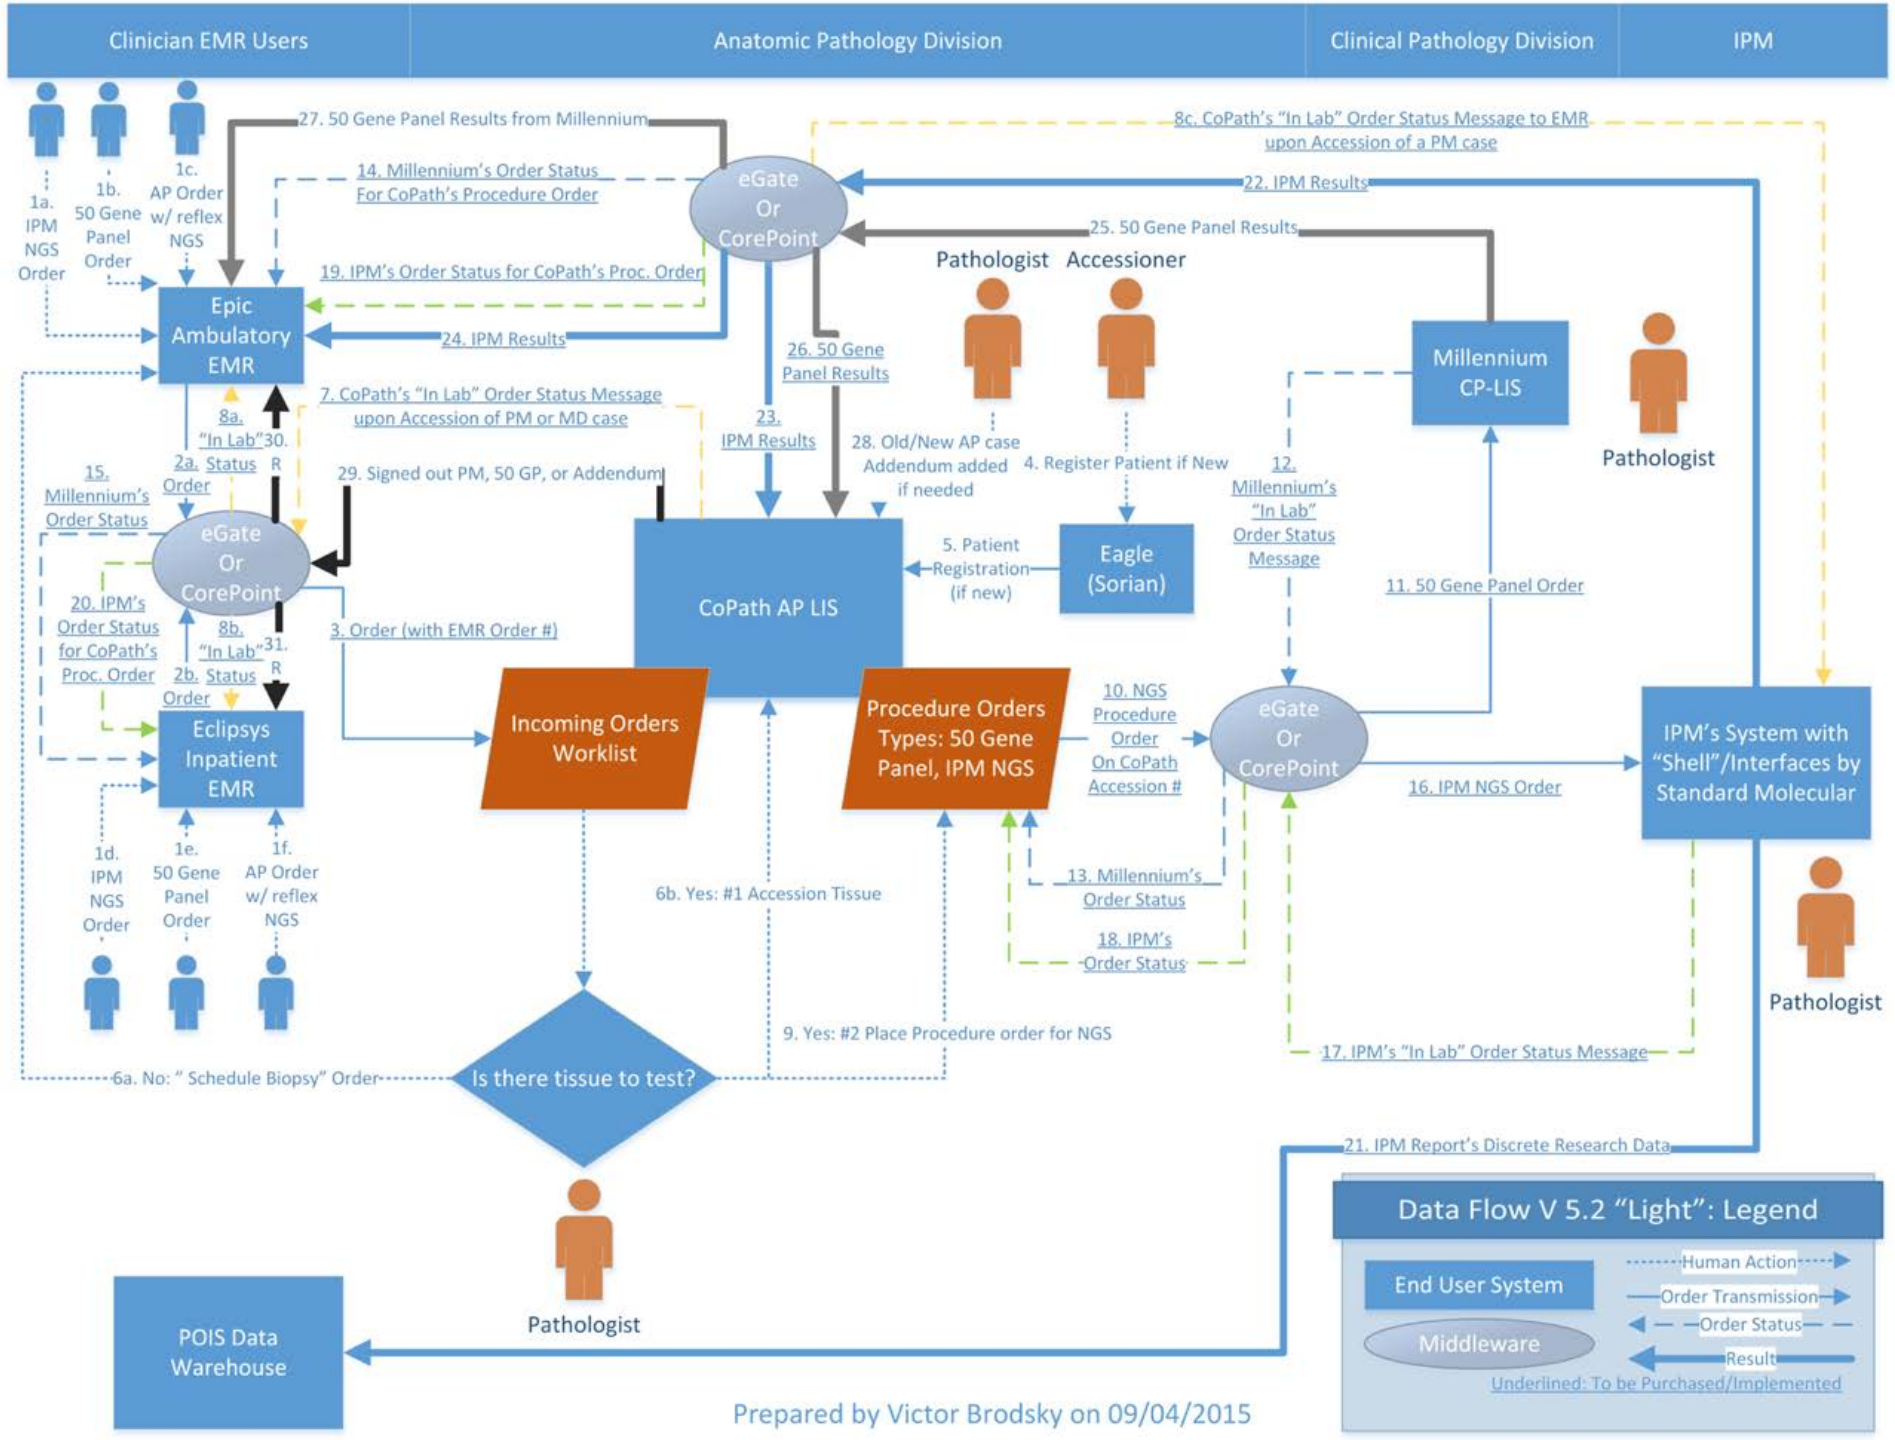 Clinician EMR Users
Anatomic Pathology Division
Clinical Pathology Division
IPM
1a.
IPM
NGS
Order
1b.
50 Gene
Panel
Order
1c.
AP Order
w/ reflex
NGS
27. 50 Gene Panel Results from Millennium
14. Millennium's Order Status
For CoPath's Procedure Order
19. IPM's Order Status for CoPath's Proc. Order
24. IPM Results
eGate
Or
CorePoint
8c. CoPath's "In Lab" Order Status Message to EMR
upon Accession of a PM case
22. IPM Results
25. 50 Gene Panel Results
Pathologist
Accessioner
Epic
Ambulatory
EMR
26. 50 Gene
Panel Results
23.
IPM Results
7. CoPath's "In Lab" Order Status Message
upon Accession of PM or MD case
8a.
"In Lab"
Status
30.
R
2a.
Order
15.
Millennium's
Order Status
29. Signed out PM, 50 GP, or Addendum
28. Old/New AP case
Addendum added
if needed
4. Register Patient if New
12.
Millennium's
"In Lab"
Order Status
Message
Millennium
CP-LIS
Pathologist
eGate
Or
CorePoint
20. IPM's
Order Status
for CoPath's
Proc. Order
8b.
"In Lab"
Status
31.
R
2b.
Order
3. Order (with EMR Order #)
CoPath AP LIS
5. Patient
Registration
(if new)
Eagle
(Sorian)
11. 50 Gene Panel Order
Eclipsys
Inpatient
EMR
Incoming Orders
Worklist
Procedure Orders
Types: 50 Gene
Panel, IPM NGS
10. NGS
Procedure
Order
On CoPath
Accession #
eGate
Or
CorePoint
16. IPM NGS Order
IPM's System with
"Shell"/Interfaces by
Standard Molecular
1d.
IPM
NGS
Order
1e.
50 Gene
Panel
Order
1f.
AP Order
w/ reflex
NGS
6b. Yes: #1 Accession Tissue
13. Millennium's
Order Status
18. IPM's
Order Status
Pathologist
9. Yes: #2 Place Procedure order for NGS
17. IPM's "In Lab" Order Status Message
6a. No: " Schedule Biopsy" Order
Is there tissue to test?
21. IPM Report's Discrete Research Data
Pathologist
POIS Data
Warehouse
Data Flow V 5.2 "Light": Legend
End User System
Middleware
Human Action
Order Transmission
Order Status
Result
Underlined: To be Purchased/Implemented
Prepared by Victor Brodsky on 09/04/2015